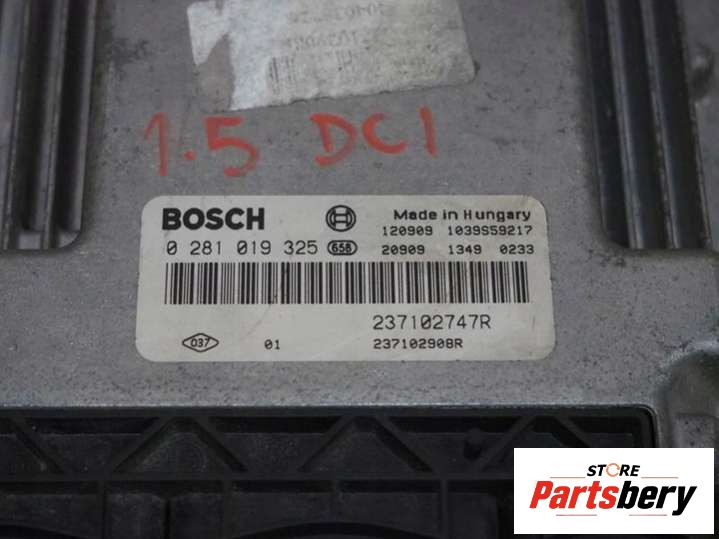 1.5 DCI
BOSCH
Made in Hungary
120909 1039S59217
0 281 019 325 658 20909 1349 0233
237102747R
037 01 237102908R
STORE
Partsbery